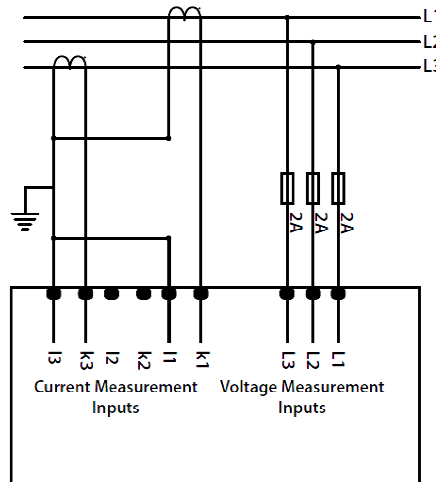 L1
L2
L3
2A
2A
2A
l3
k3
l2
k2
l1
k1
L3
L2
L1
Current Measurement
Inputs
Voltage Measurement
Inputs